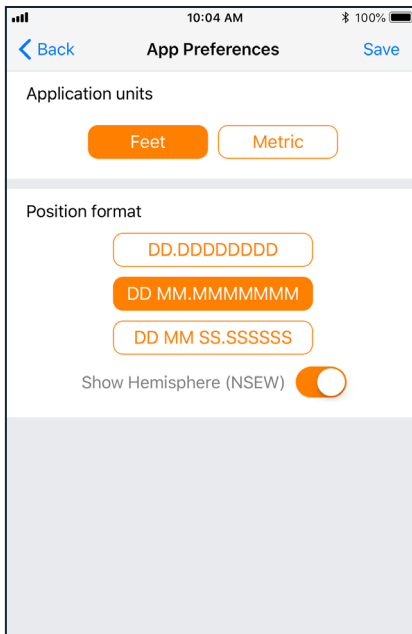 10:04 AM 100%
Back App Preferences Save
Application units
Feet Metric
Position format
DD.DDDDDDDD
DD MM.MMMMMMM
DD MM SS.SSSSSS
Show Hemisphere (NSEW)